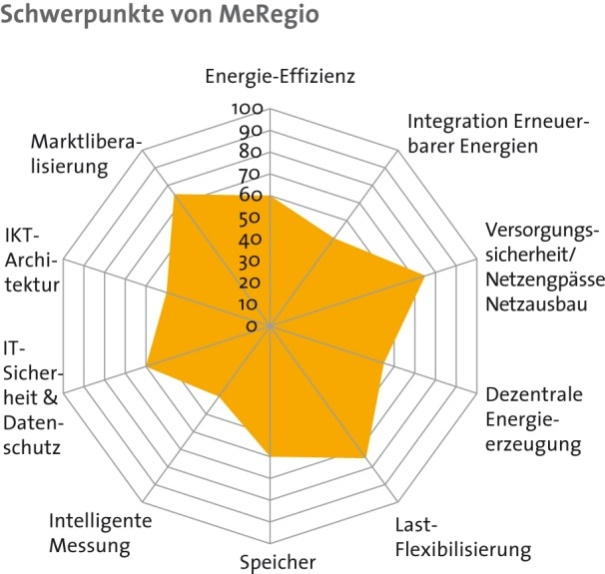 Schwerpunkte von MeRegio
Energie-Effizienz
100
90
80
70
60
50
40
30
20
10
0
Integration Erneuer-
barer Energien
Versorgungs-
sicherheit/
Netzengpässe
Netzausbau
Dezentrale
Energie-
erzeugung
Last-
Flexibilisierung
Speicher
Intelligente
Messung
IT-
Sicher-
heit &
Daten-
schutz
IKT-
Archi-
tektur
Marktlibera-
lisierung